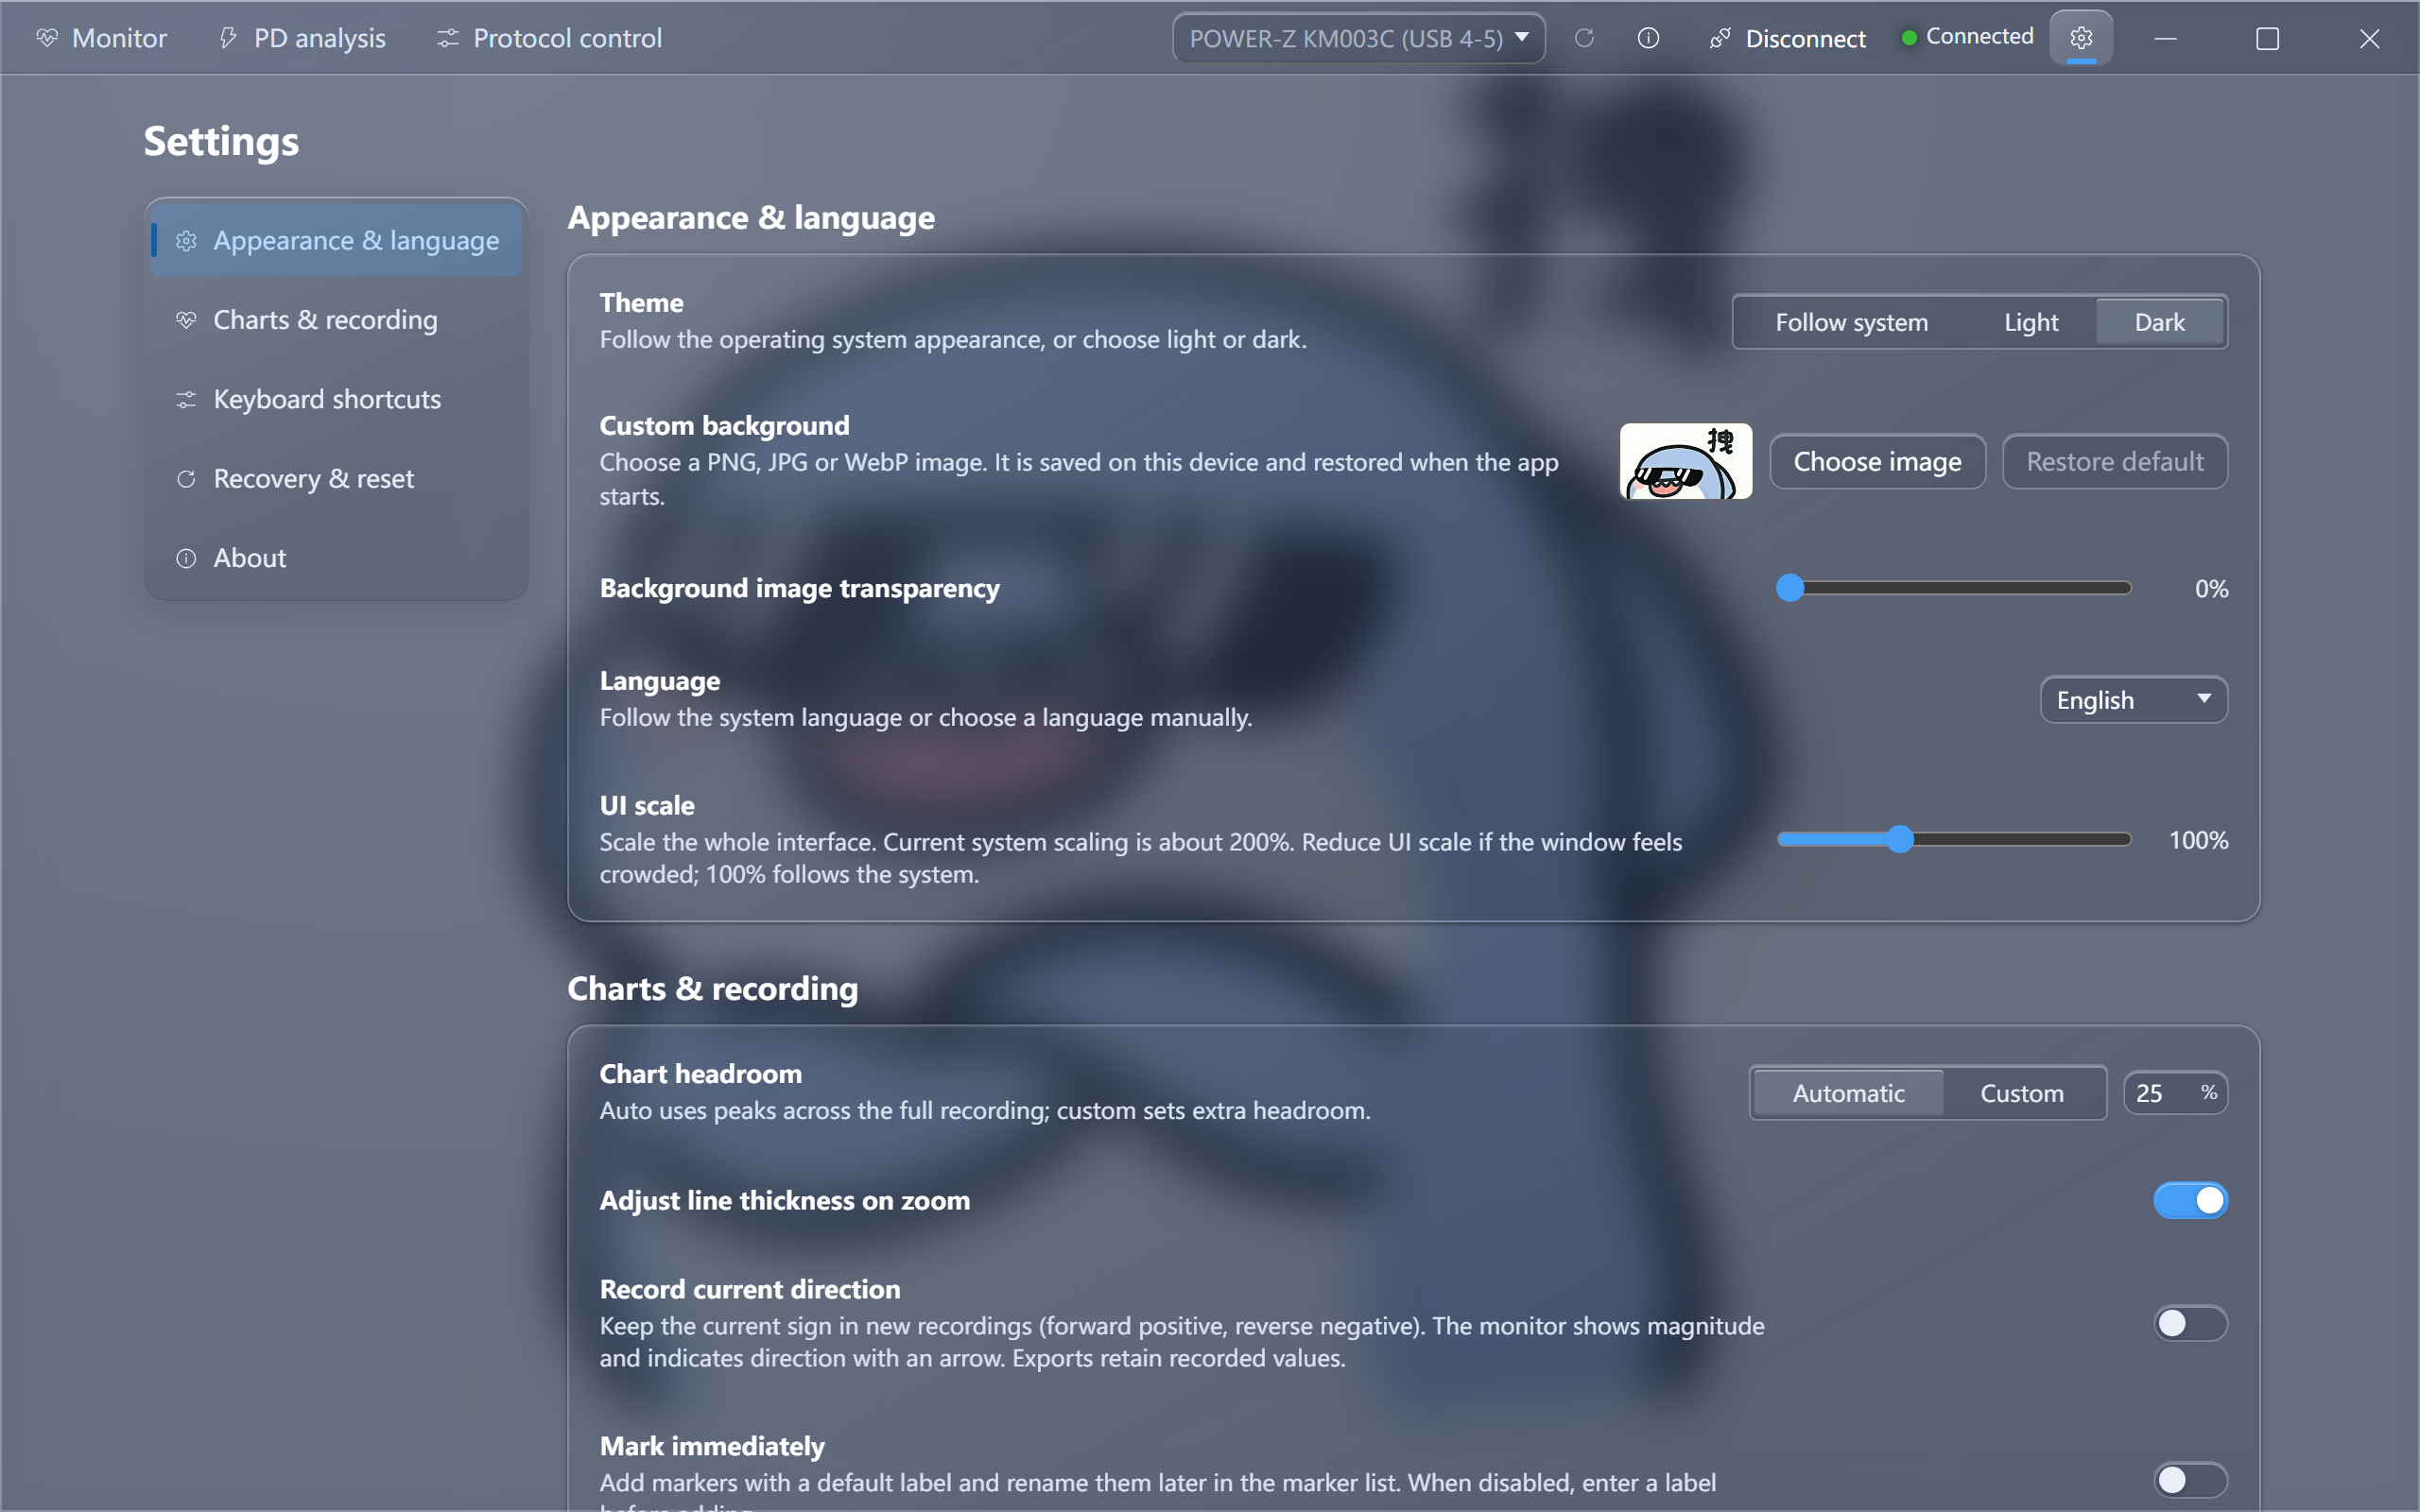 Monitor
PD analysis
Protocol control
POWER-Z KM003C (USB 4-5)
Disconnect
Connected
Settings
Appearance & language
Charts & recording
Keyboard shortcuts
Recovery & reset
About
Appearance & language
Theme
Follow the operating system appearance, or choose light or dark.
Follow system
Light
Dark
Custom background
Choose a PNG, JPG or WebP image. It is saved on this device and restored when the app
starts.
拽
Choose image
Restore default
Background image transparency
0%
Language
Follow the system language or choose a language manually.
English
UI scale
Scale the whole interface. Current system scaling is about 200%. Reduce UI scale if the window feels
crowded; 100% follows the system.
100%
Charts & recording
Chart headroom
Auto uses peaks across the full recording; custom sets extra headroom.
Automatic
Custom
25 %
Adjust line thickness on zoom
Record current direction
Keep the current sign in new recordings (forward positive, reverse negative). The monitor shows magnitude
and indicates direction with an arrow. Exports retain recorded values.
Mark immediately
Add markers with a default label and rename them later in the marker list. When disabled, enter a label
before adding.